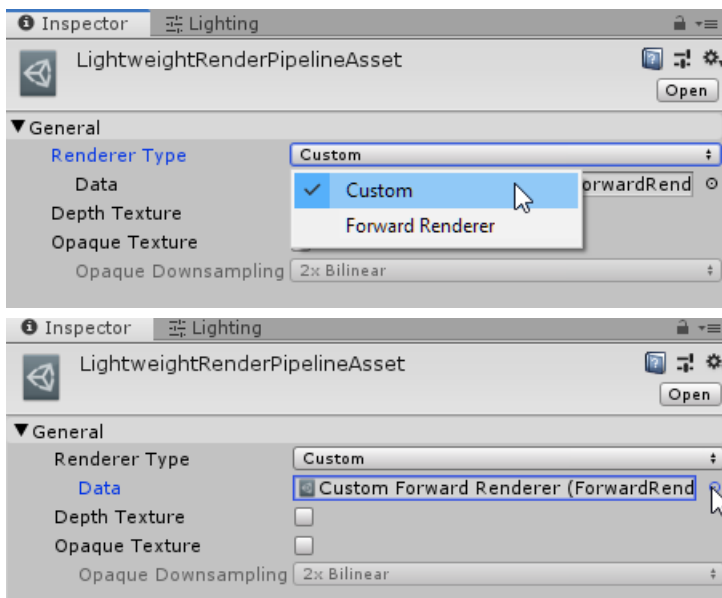 Inspector Lighting
LightweightRenderPipelineAsset
Open
General
Renderer Type Custom
Data orwardRend
Custom
Depth Texture
Forward Renderer
Opaque Texture
Opaque Downsampling 2x Bilinear
Inspector Lighting
LightweightRenderPipelineAsset
Open
General
Renderer Type Custom
Data Custom Forward Renderer (ForwardRend
Depth Texture
Opaque Texture
Opaque Downsampling 2x Bilinear